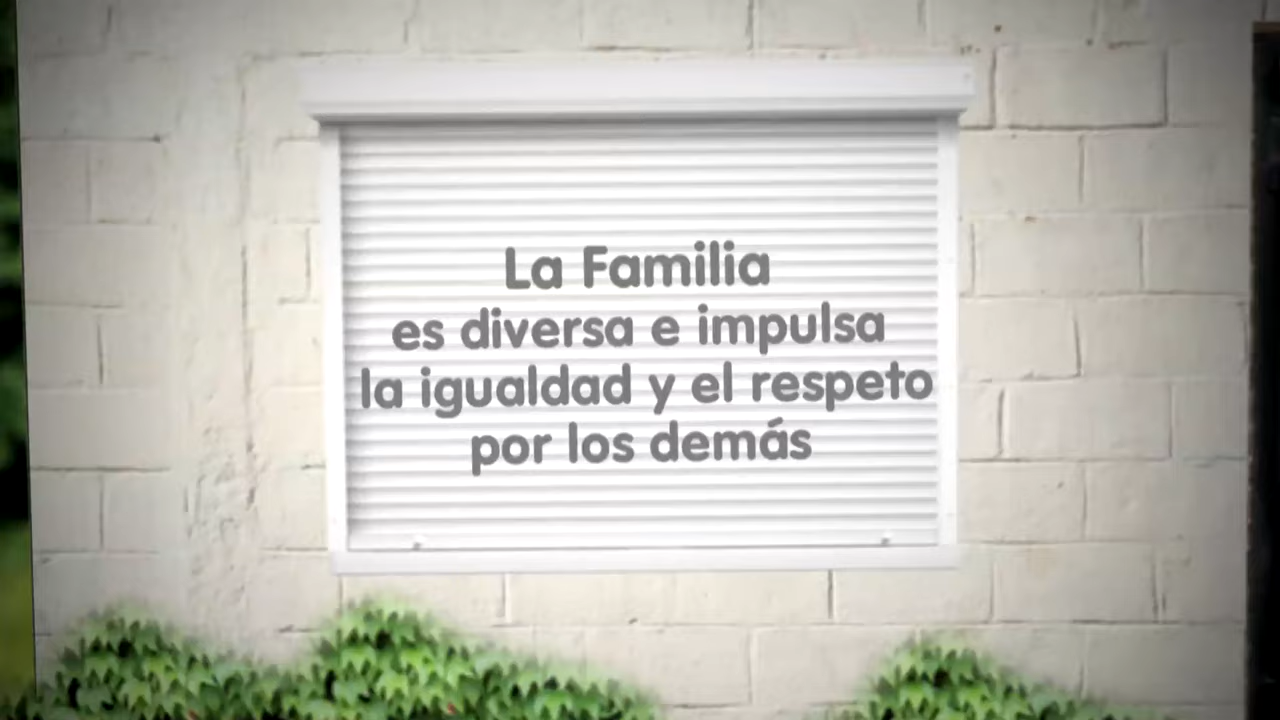 La Familia
es diversa e impulsa
la igualdad y el respeto
por los demás